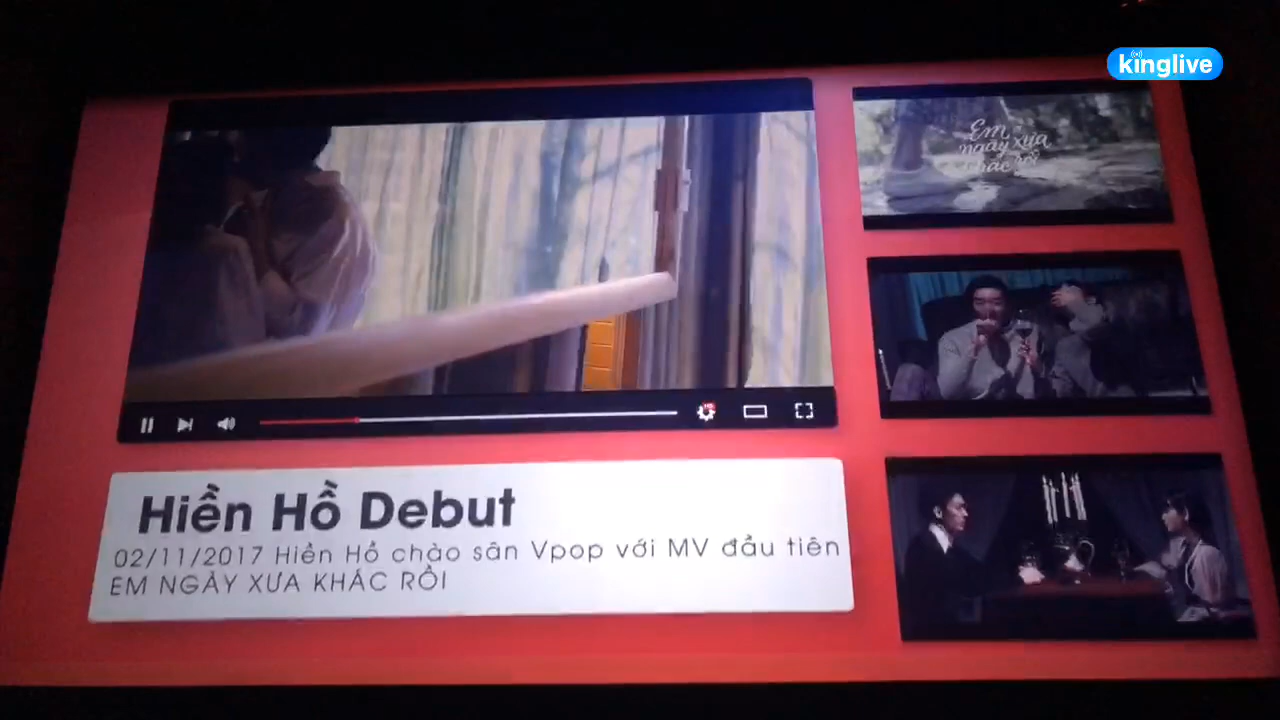 kinglive
Em
ngày xưa
khác rồi
Hiền Hồ Debut
02/11/2017 Hiền Hồ chào sân Vpop với MV đầu tiên
EM NGÀY XƯA KHÁC RỒI